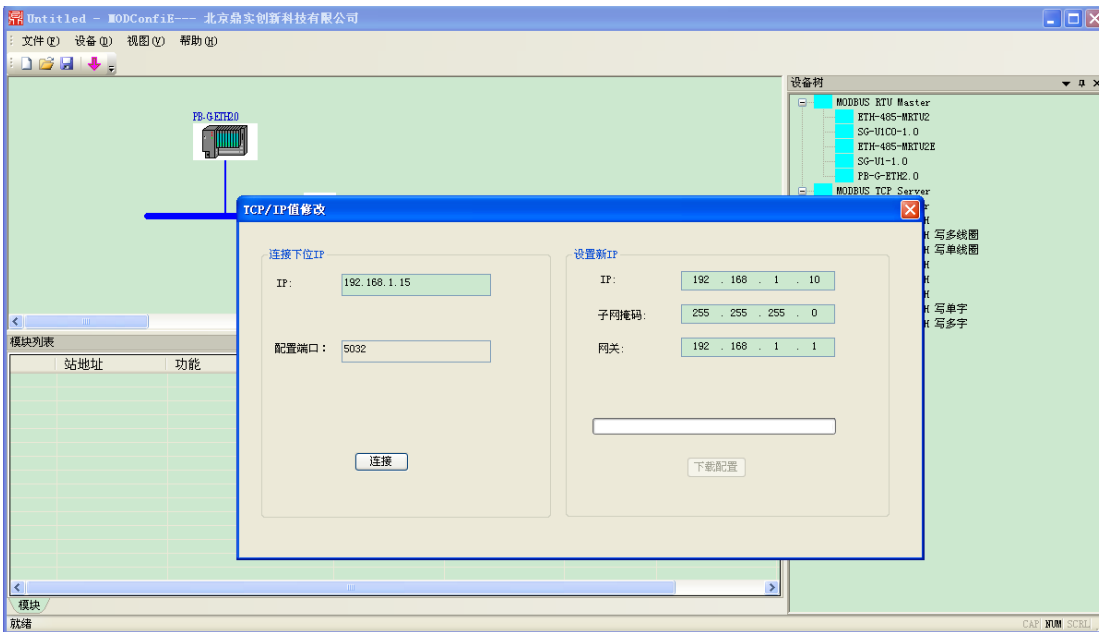 Untitled - MODConfiE--- 北京鼎实创新科技有限公司
文件(F) 设备(D) 视图(V) 帮助(H)
设备树
PB-G-ETH20
MODBUS RTU Master
ETH-485-MRTU2
SG-U1CO-1.0
ETH-485-MRTU2E
SG-U1-1.0
PB-G-ETH2.0
MODBUS TCP Server
写多线圈
写单线圈
写单字
写多字
TCP/IP值修改
连接下位IP
IP: 192.168.1.15
配置端口： 5032
连接
设置新IP
IP: 192 . 168 . 1 . 10
子网掩码: 255 . 255 . 255 . 0
网关: 192 . 168 . 1 . 1
下载配置
模块列表
站地址 功能
模块
就绪
CAP NUM SCRL